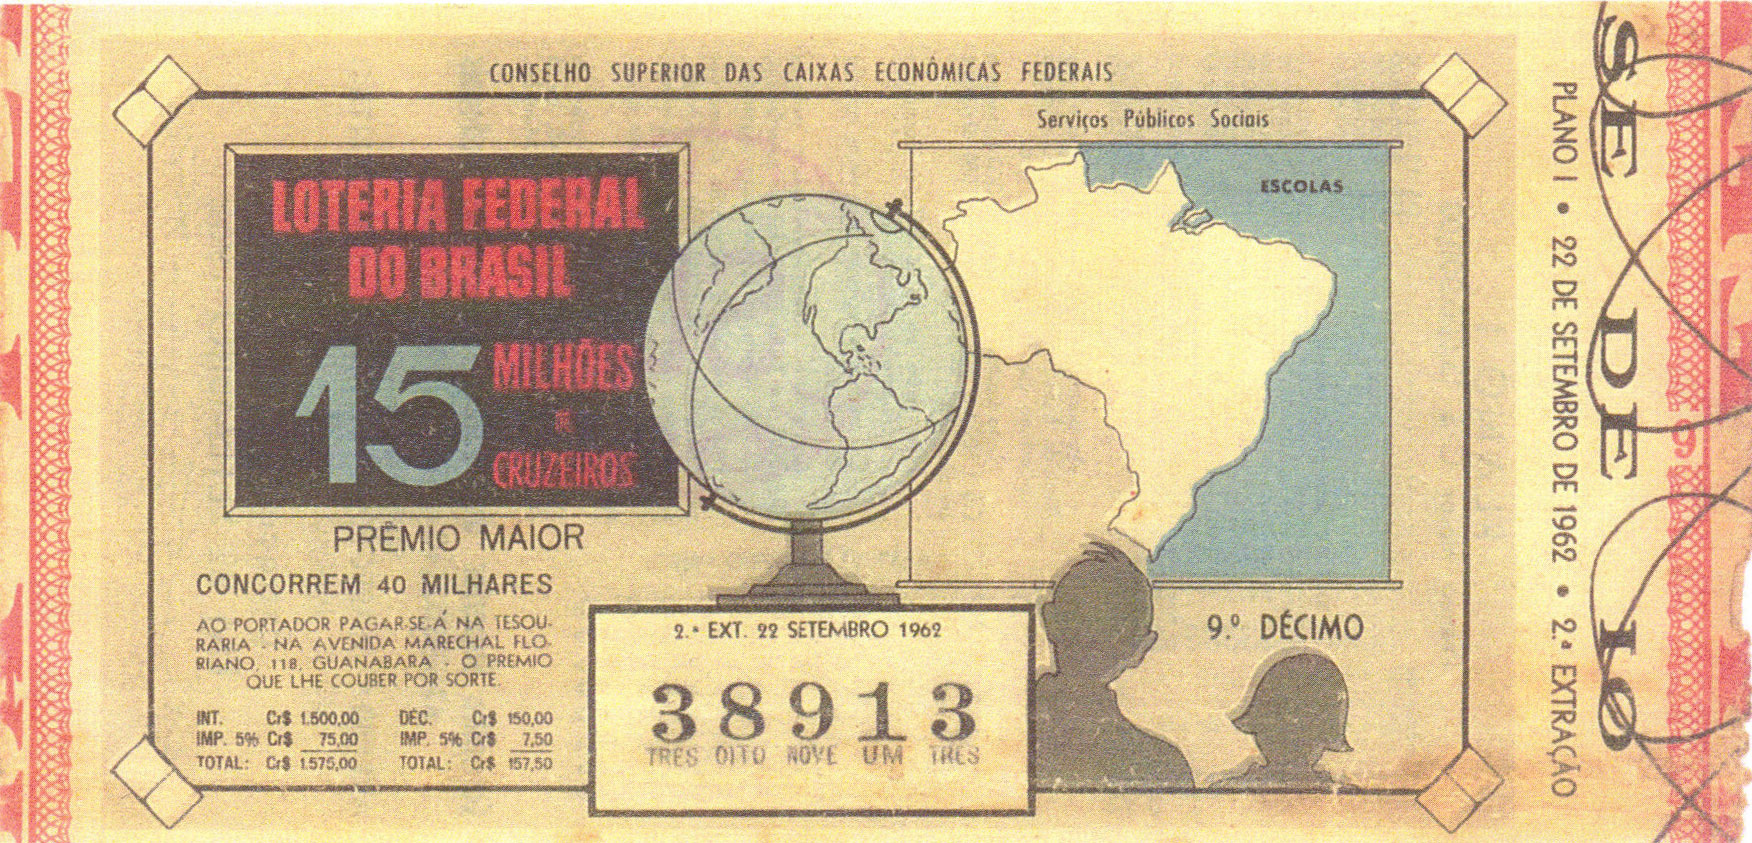 CONSELHO SUPERIOR DAS CAIXAS ECONÔMICAS FEDERAIS
Serviços Públicos Sociais
LOTERIA FEDERAL
DO BRASIL
15 MILHÕES
DE
CRUZEIROS
ESCOLAS
PRÊMIO MAIOR
CONCORREM 40 MILHARES
AO PORTADOR PAGAR-SE-Á NA TESOU-
RARIA - NA AVENIDA MARECHAL FLO-
RIANO, 118, GUANABARA - O PREMIO
QUE LHE COUBER POR SORTE.
INT. Cr$ 1.500,00 DÉC. Cr$ 150,00
IMP. 5% Cr$ 75,00 IMP. 5% Cr$ 7,50
TOTAL: Cr$ 1.575,00 TOTAL: Cr$ 157,50
2.ª EXT. 22 SETEMBRO 1962
38913
TRES OITO NOVE UM TRES
9.º DÉCIMO
PLANO I • 22 DE SETEMBRO DE 1962 • 2.ª EXTRAÇÃO
SE DE
9